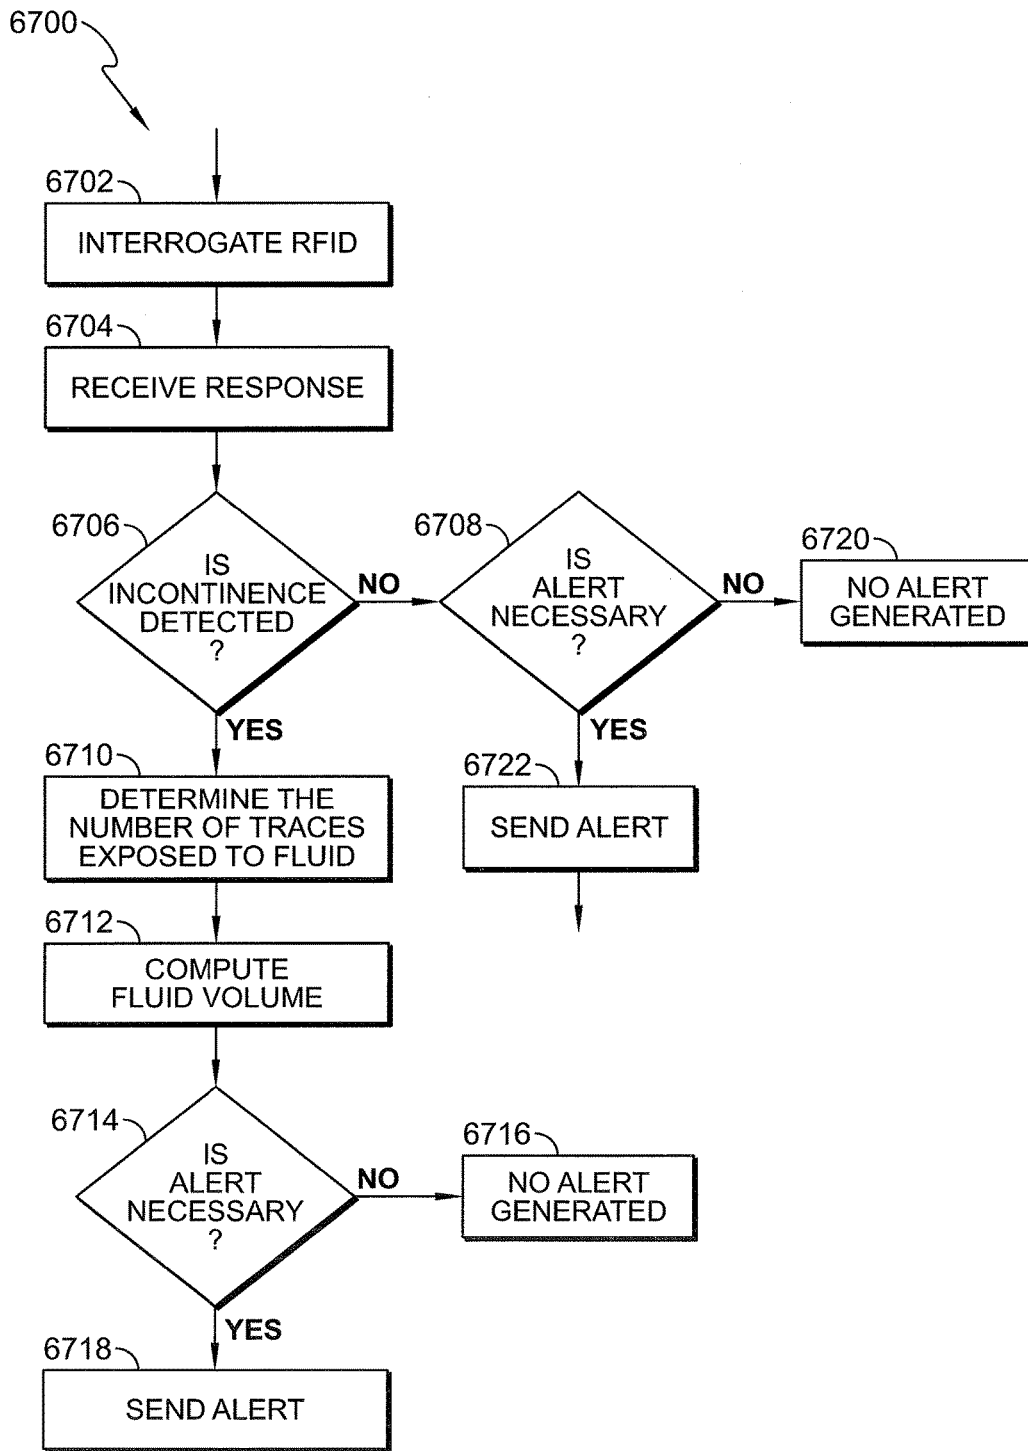 6700
6702
INTERROGATE RFID
6704
RECEIVE RESPONSE
6706
IS
INCONTINENCE
DETECTED
?
NO
YES
6708
IS
ALERT
NECESSARY
?
NO
YES
6720
NO ALERT
GENERATED
6722
SEND ALERT
6710
DETERMINE THE
NUMBER OF TRACES
EXPOSED TO FLUID
6712
COMPUTE
FLUID VOLUME
6714
IS
ALERT
NECESSARY
?
NO
YES
6716
NO ALERT
GENERATED
6718
SEND ALERT